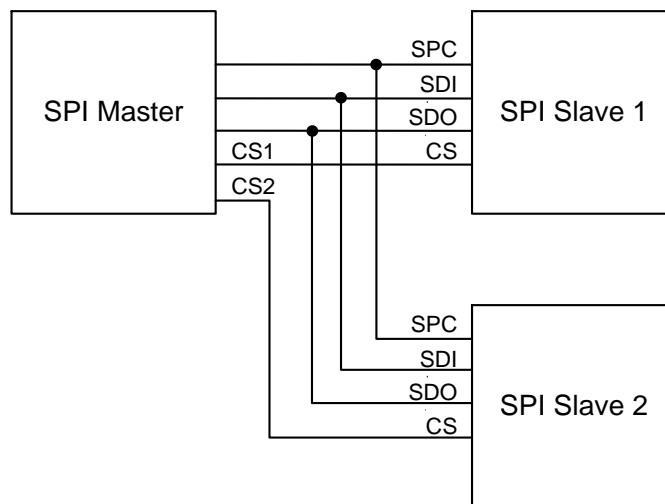 SPI Master
CS1
CS2
SPC
SDI
SDO
CS
SPI Slave 1
SPC
SDI
SDO
CS
SPI Slave 2